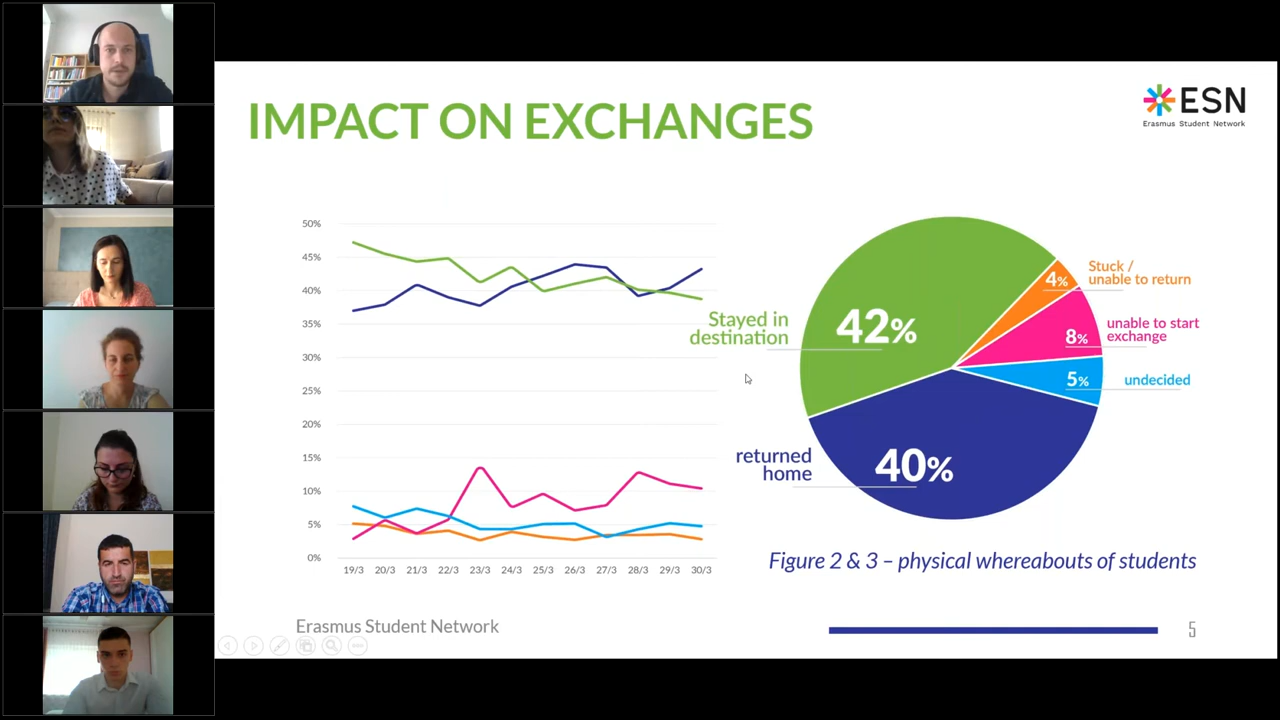 IMPACT ON EXCHANGES
ESN
Erasmus Student Network
50%
45%
40%
35%
30%
25%
20%
15%
10%
5%
0%
19/3 20/3 21/3 22/3 23/3 24/3 25/3 26/3 27/3 28/3 29/3 30/3
Stayed in
destination
42%
4%
Stuck /
unable to return
8%
unable to start
exchange
5%
undecided
returned
home
40%
Figure 2 & 3 – physical whereabouts of students
Erasmus Student Network
5